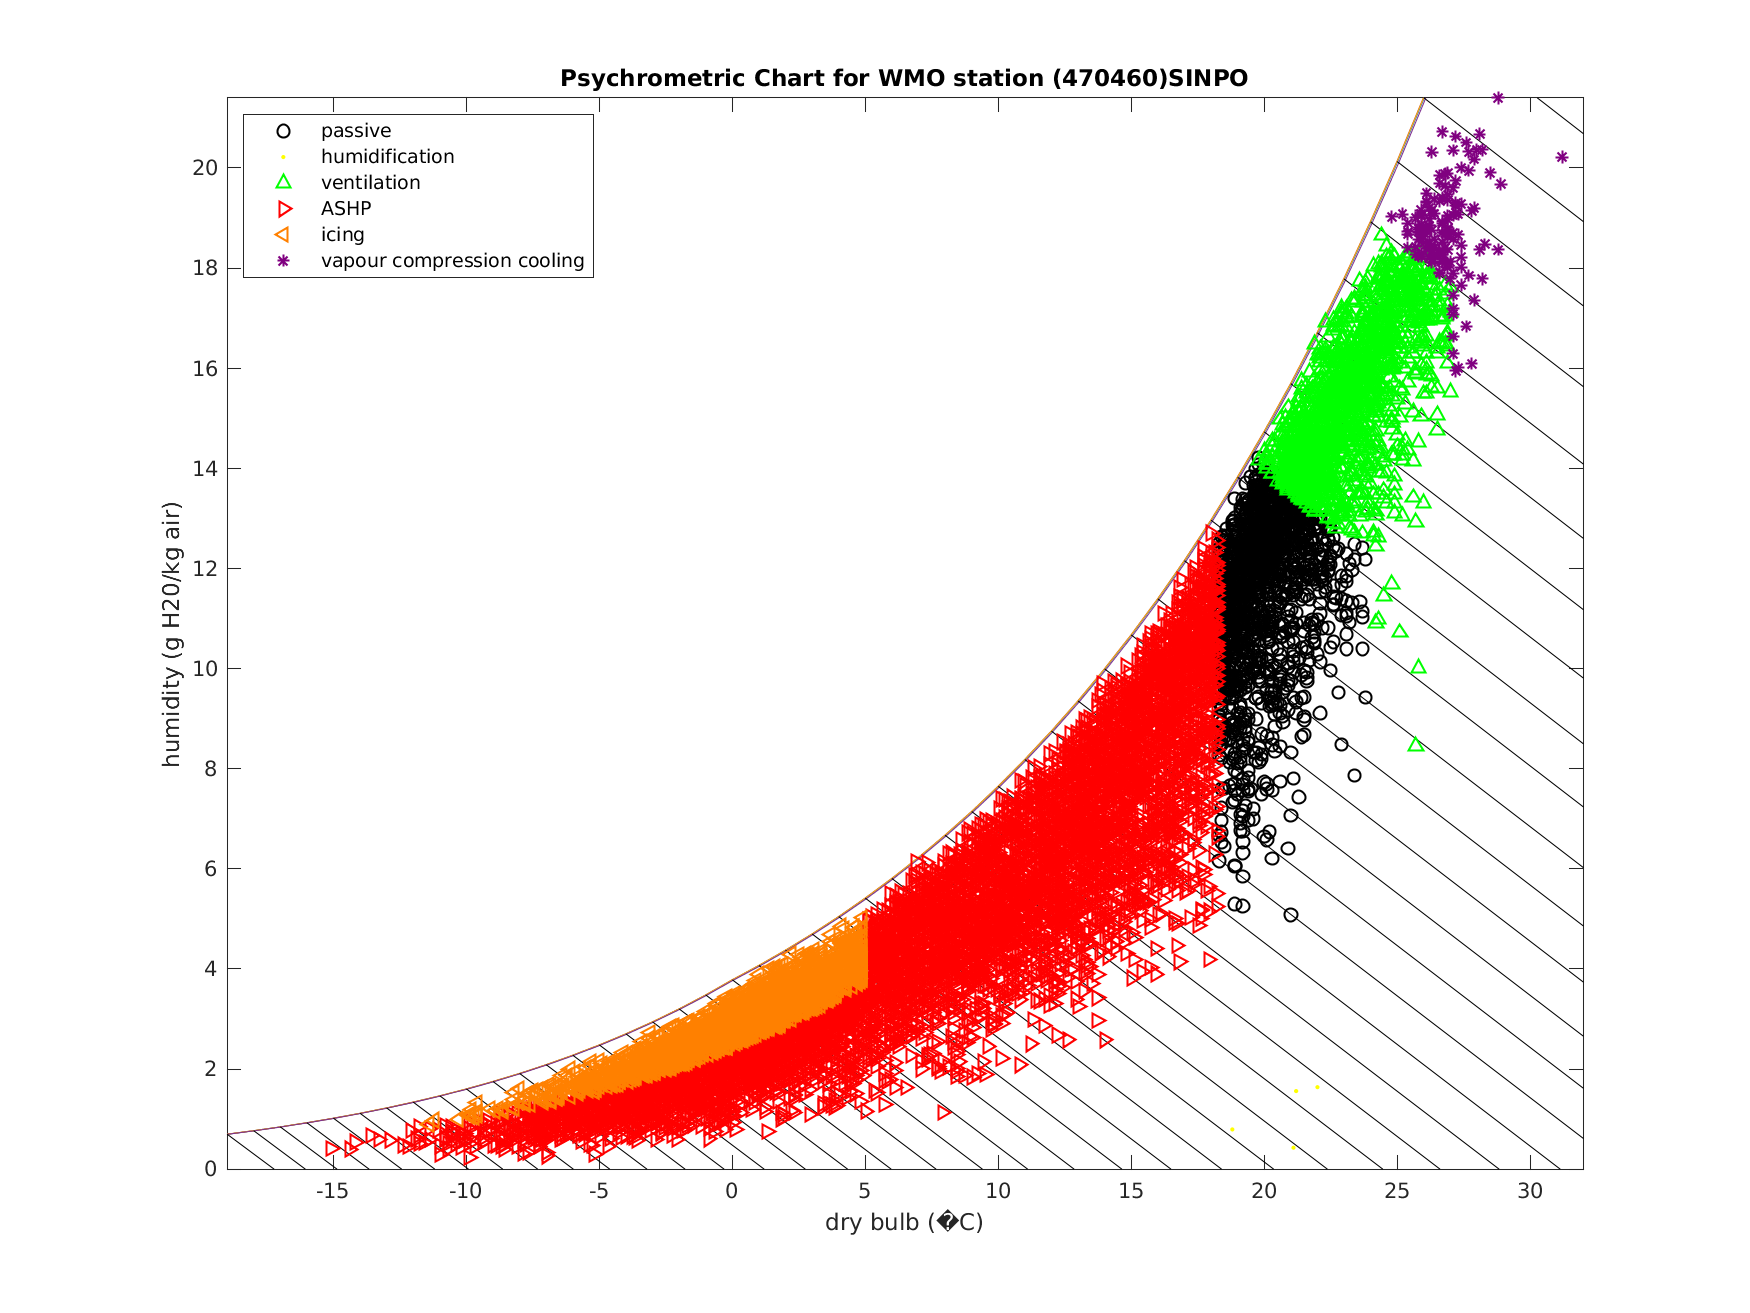 Psychrometric Chart for WMO station (470460)SINPO
passive
humidification
ventilation
ASHP
icing
vapour compression cooling
humidity (g H20/kg air)
20
18
16
14
12
10
8
6
4
2
0
-15 -10 -5 0 5 10 15 20 25 30
dry bulb (�C)